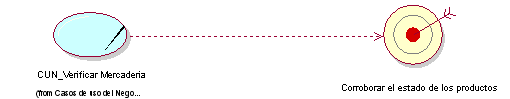 CUN_Verificar Mercaderia
(from Casos de uso del Nego...
Corroborar el estado de los productos